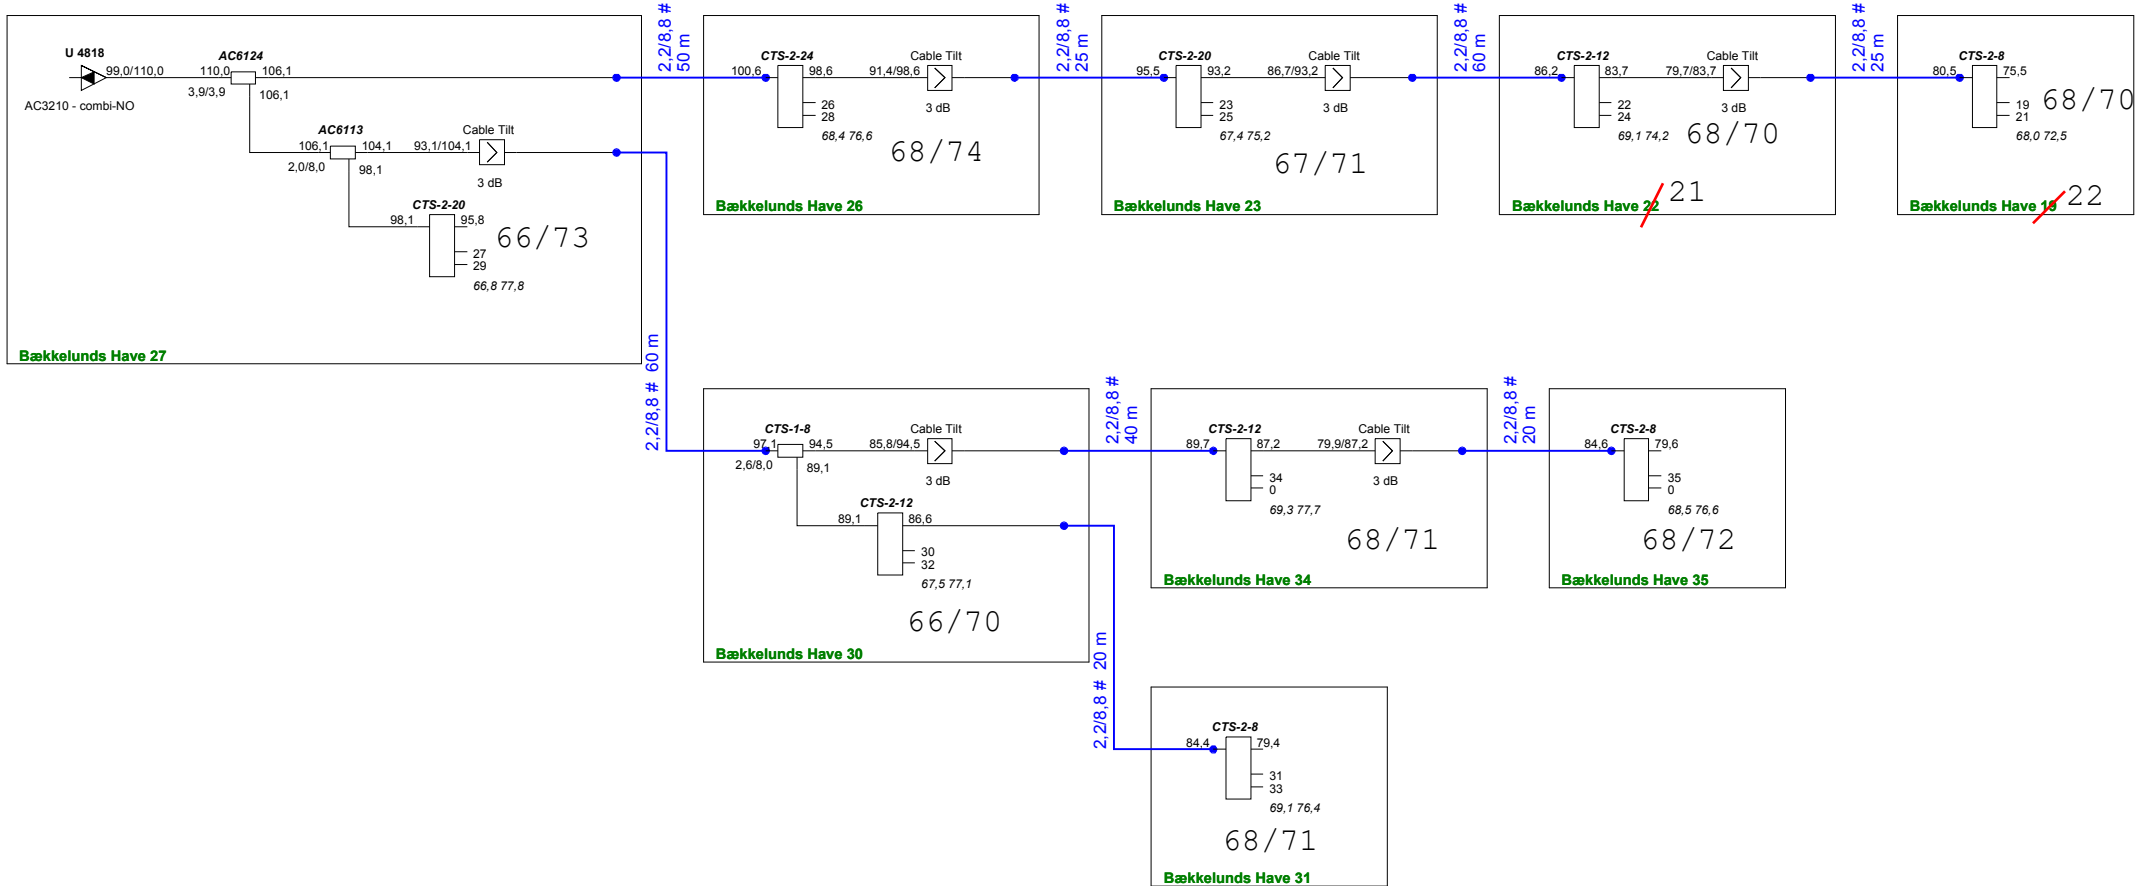 U 4818
99,0/110,0
AC3210 - combi-NO
AC6124
110,0
106,1
3,9/3,9
106,1
AC6113
106,1
104,1
2,0/8,0
98,1
93,1/104,1
Cable Tilt
3 dB
CTS-2-20
98,1
95,8
66/73
27
29
66,8 77,8
Bækkelunds Have 27
2,2/8,8 #
50 m
CTS-2-24
100,6
98,6
91,4/98,6
Cable Tilt
3 dB
26
28
68,4 76,6
68/74
Bækkelunds Have 26
2,2/8,8 #
25 m
CTS-2-20
95,5
93,2
86,7/93,2
Cable Tilt
3 dB
23
25
67,4 75,2
67/71
Bækkelunds Have 23
2,2/8,8 #
60 m
CTS-2-12
86,2
83,7
79,7/83,7
Cable Tilt
3 dB
22
24
69,1 74,2
68/70
Bækkelunds Have 22
21
2,2/8,8 #
25 m
CTS-2-8
80,5
75,5
19
21
68,0 72,5
68/70
Bækkelunds Have 19
22
2,2/8,8 # 60 m
CTS-1-8
97,1
94,5
2,6/8,0
89,1
85,8/94,5
Cable Tilt
3 dB
CTS-2-12
89,1
86,6
30
32
67,5 77,1
66/70
Bækkelunds Have 30
2,2/8,8 #
40 m
CTS-2-12
89,7
87,2
79,9/87,2
Cable Tilt
3 dB
34
0
69,3 77,7
68/71
Bækkelunds Have 34
2,2/8,8 #
20 m
CTS-2-8
84,6
79,6
35
0
68,5 76,6
68/72
Bækkelunds Have 35
2,2/8,8 # 20 m
CTS-2-8
84,4
79,4
31
33
69,1 76,4
68/71
Bækkelunds Have 31